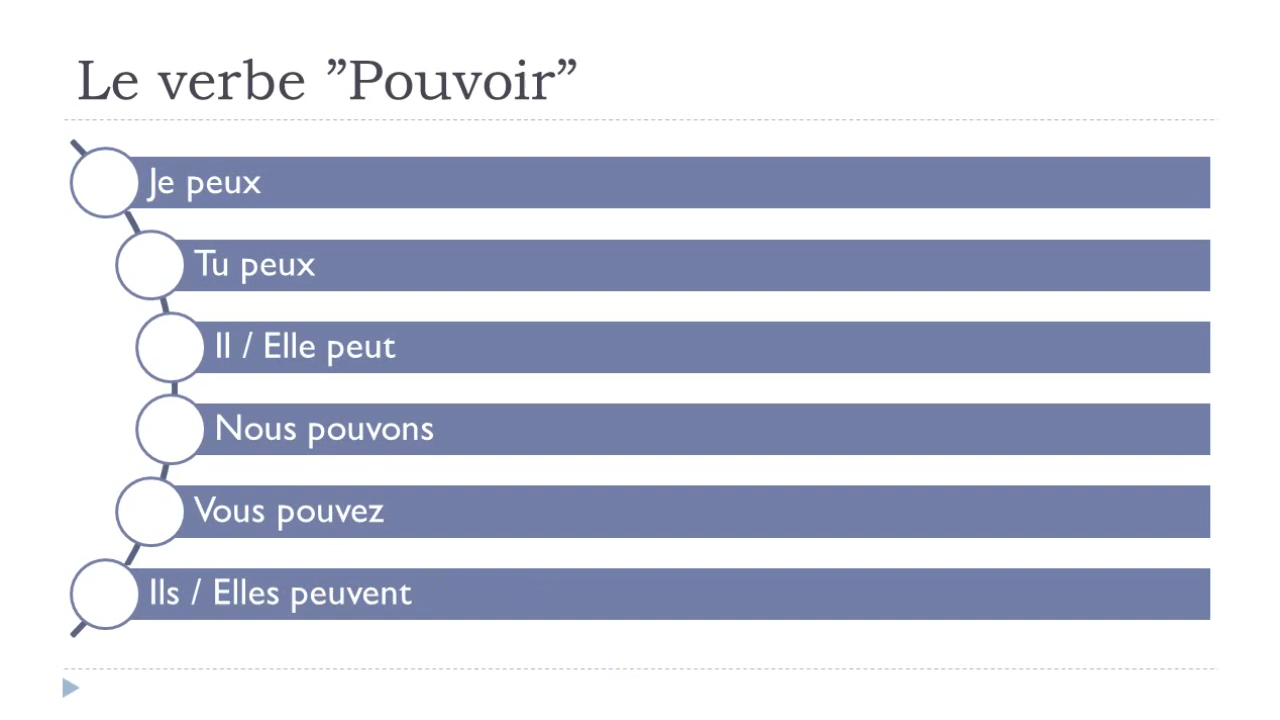 Le verbe ”Pouvoir”
Je peux
Tu peux
Il / Elle peut
Nous pouvons
Vous pouvez
Ils / Elles peuvent